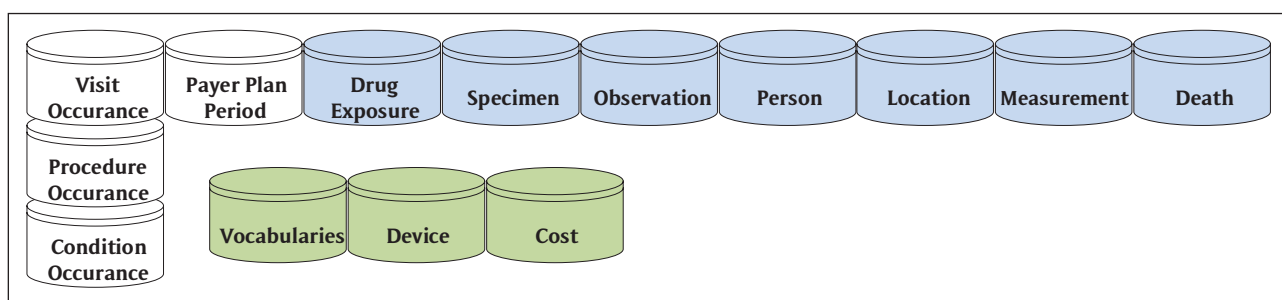 Visit
Occurance
Payer Plan
Period
Drug
Exposure
Specimen
Observation
Person
Location
Measurement
Death
Procedure
Occurance
Condition
Occurance
Vocabularies
Device
Cost